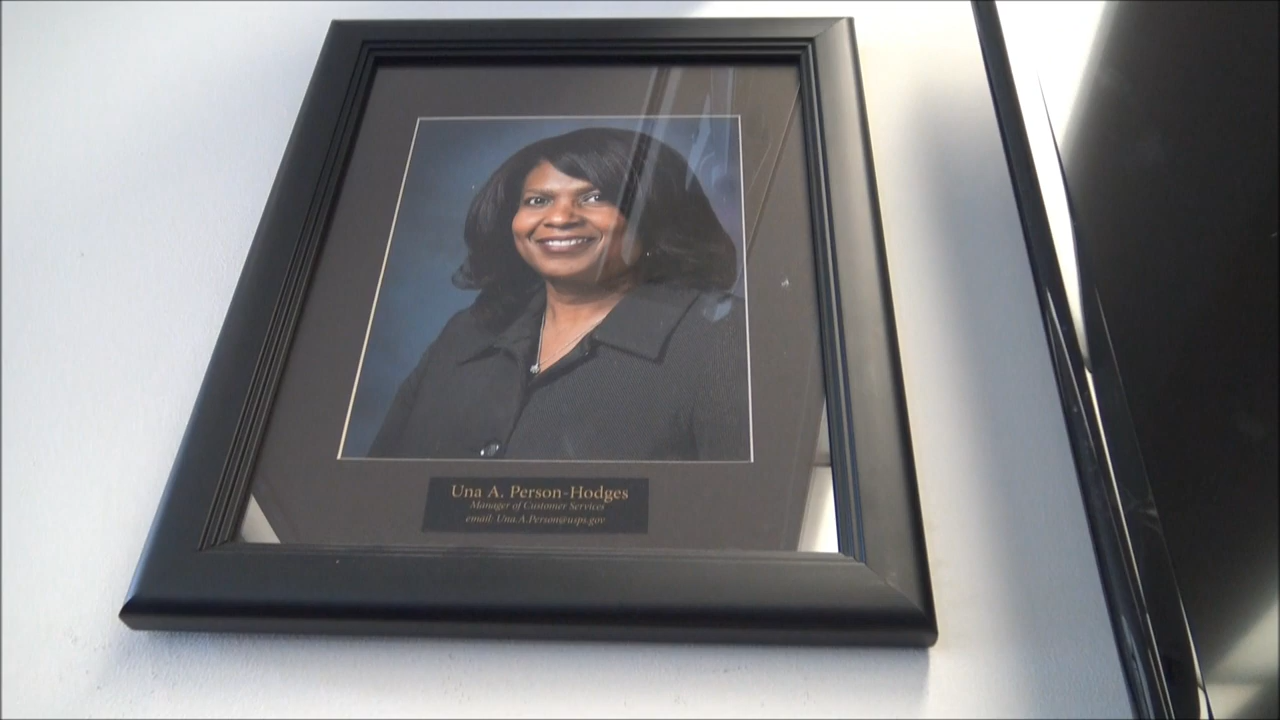 Una A. Person-Hodges
Manager of Customer Services
email: Una.A.Person@usps.gov